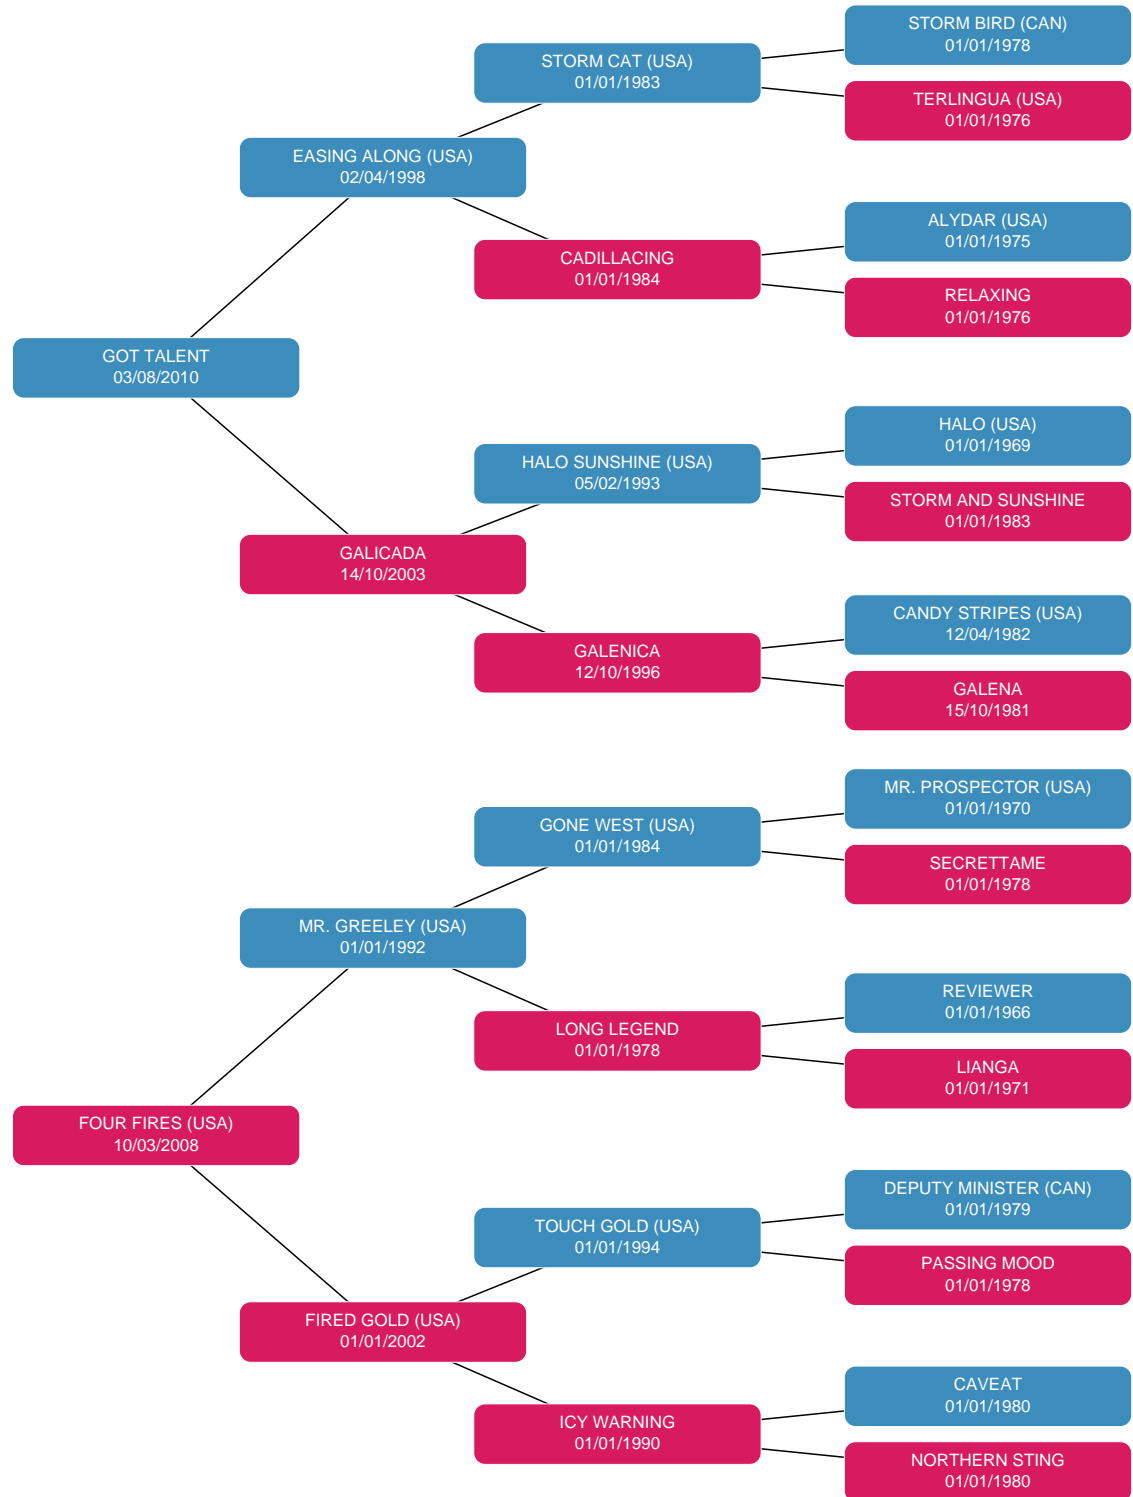 STORM BIRD (CAN)
01/01/1978
STORM CAT (USA)
01/01/1983
TERLINGUA (USA)
01/01/1976
EASING ALONG (USA)
02/04/1998
ALYDAR (USA)
01/01/1975
CADILLACING
01/01/1984
RELAXING
01/01/1976
GOT TALENT
03/08/2010
HALO (USA)
01/01/1969
HALO SUNSHINE (USA)
05/02/1993
STORM AND SUNSHINE
01/01/1983
GALICADA
14/10/2003
CANDY STRIPES (USA)
12/04/1982
GALENICA
12/10/1996
GALENA
15/10/1981
MR. PROSPECTOR (USA)
01/01/1970
GONE WEST (USA)
01/01/1984
SECRETTAME
01/01/1978
MR. GREELEY (USA)
01/01/1992
REVIEWER
01/01/1966
LONG LEGEND
01/01/1978
LIANGA
01/01/1971
FOUR FIRES (USA)
10/03/2008
DEPUTY MINISTER (CAN)
01/01/1979
TOUCH GOLD (USA)
01/01/1994
PASSING MOOD
01/01/1978
FIRED GOLD (USA)
01/01/2002
CAVEAT
01/01/1980
ICY WARNING
01/01/1990
NORTHERN STING
01/01/1980